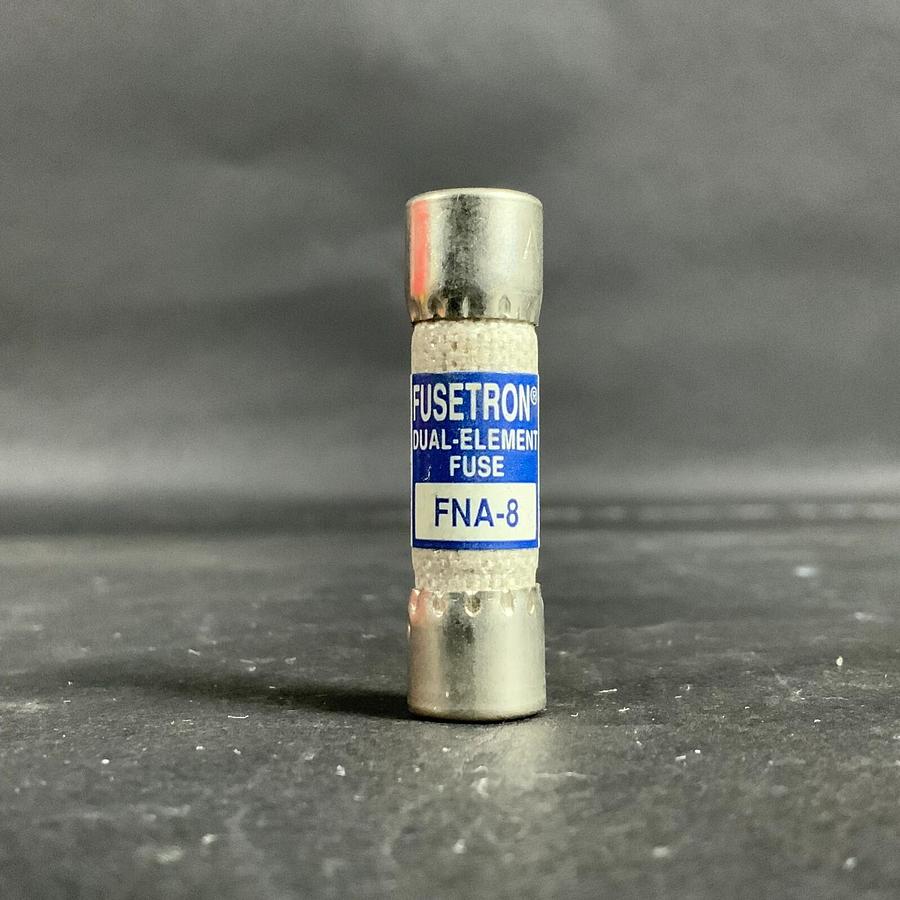 FUSETRON®
DUAL-ELEMENT
FUSE
FNA-8